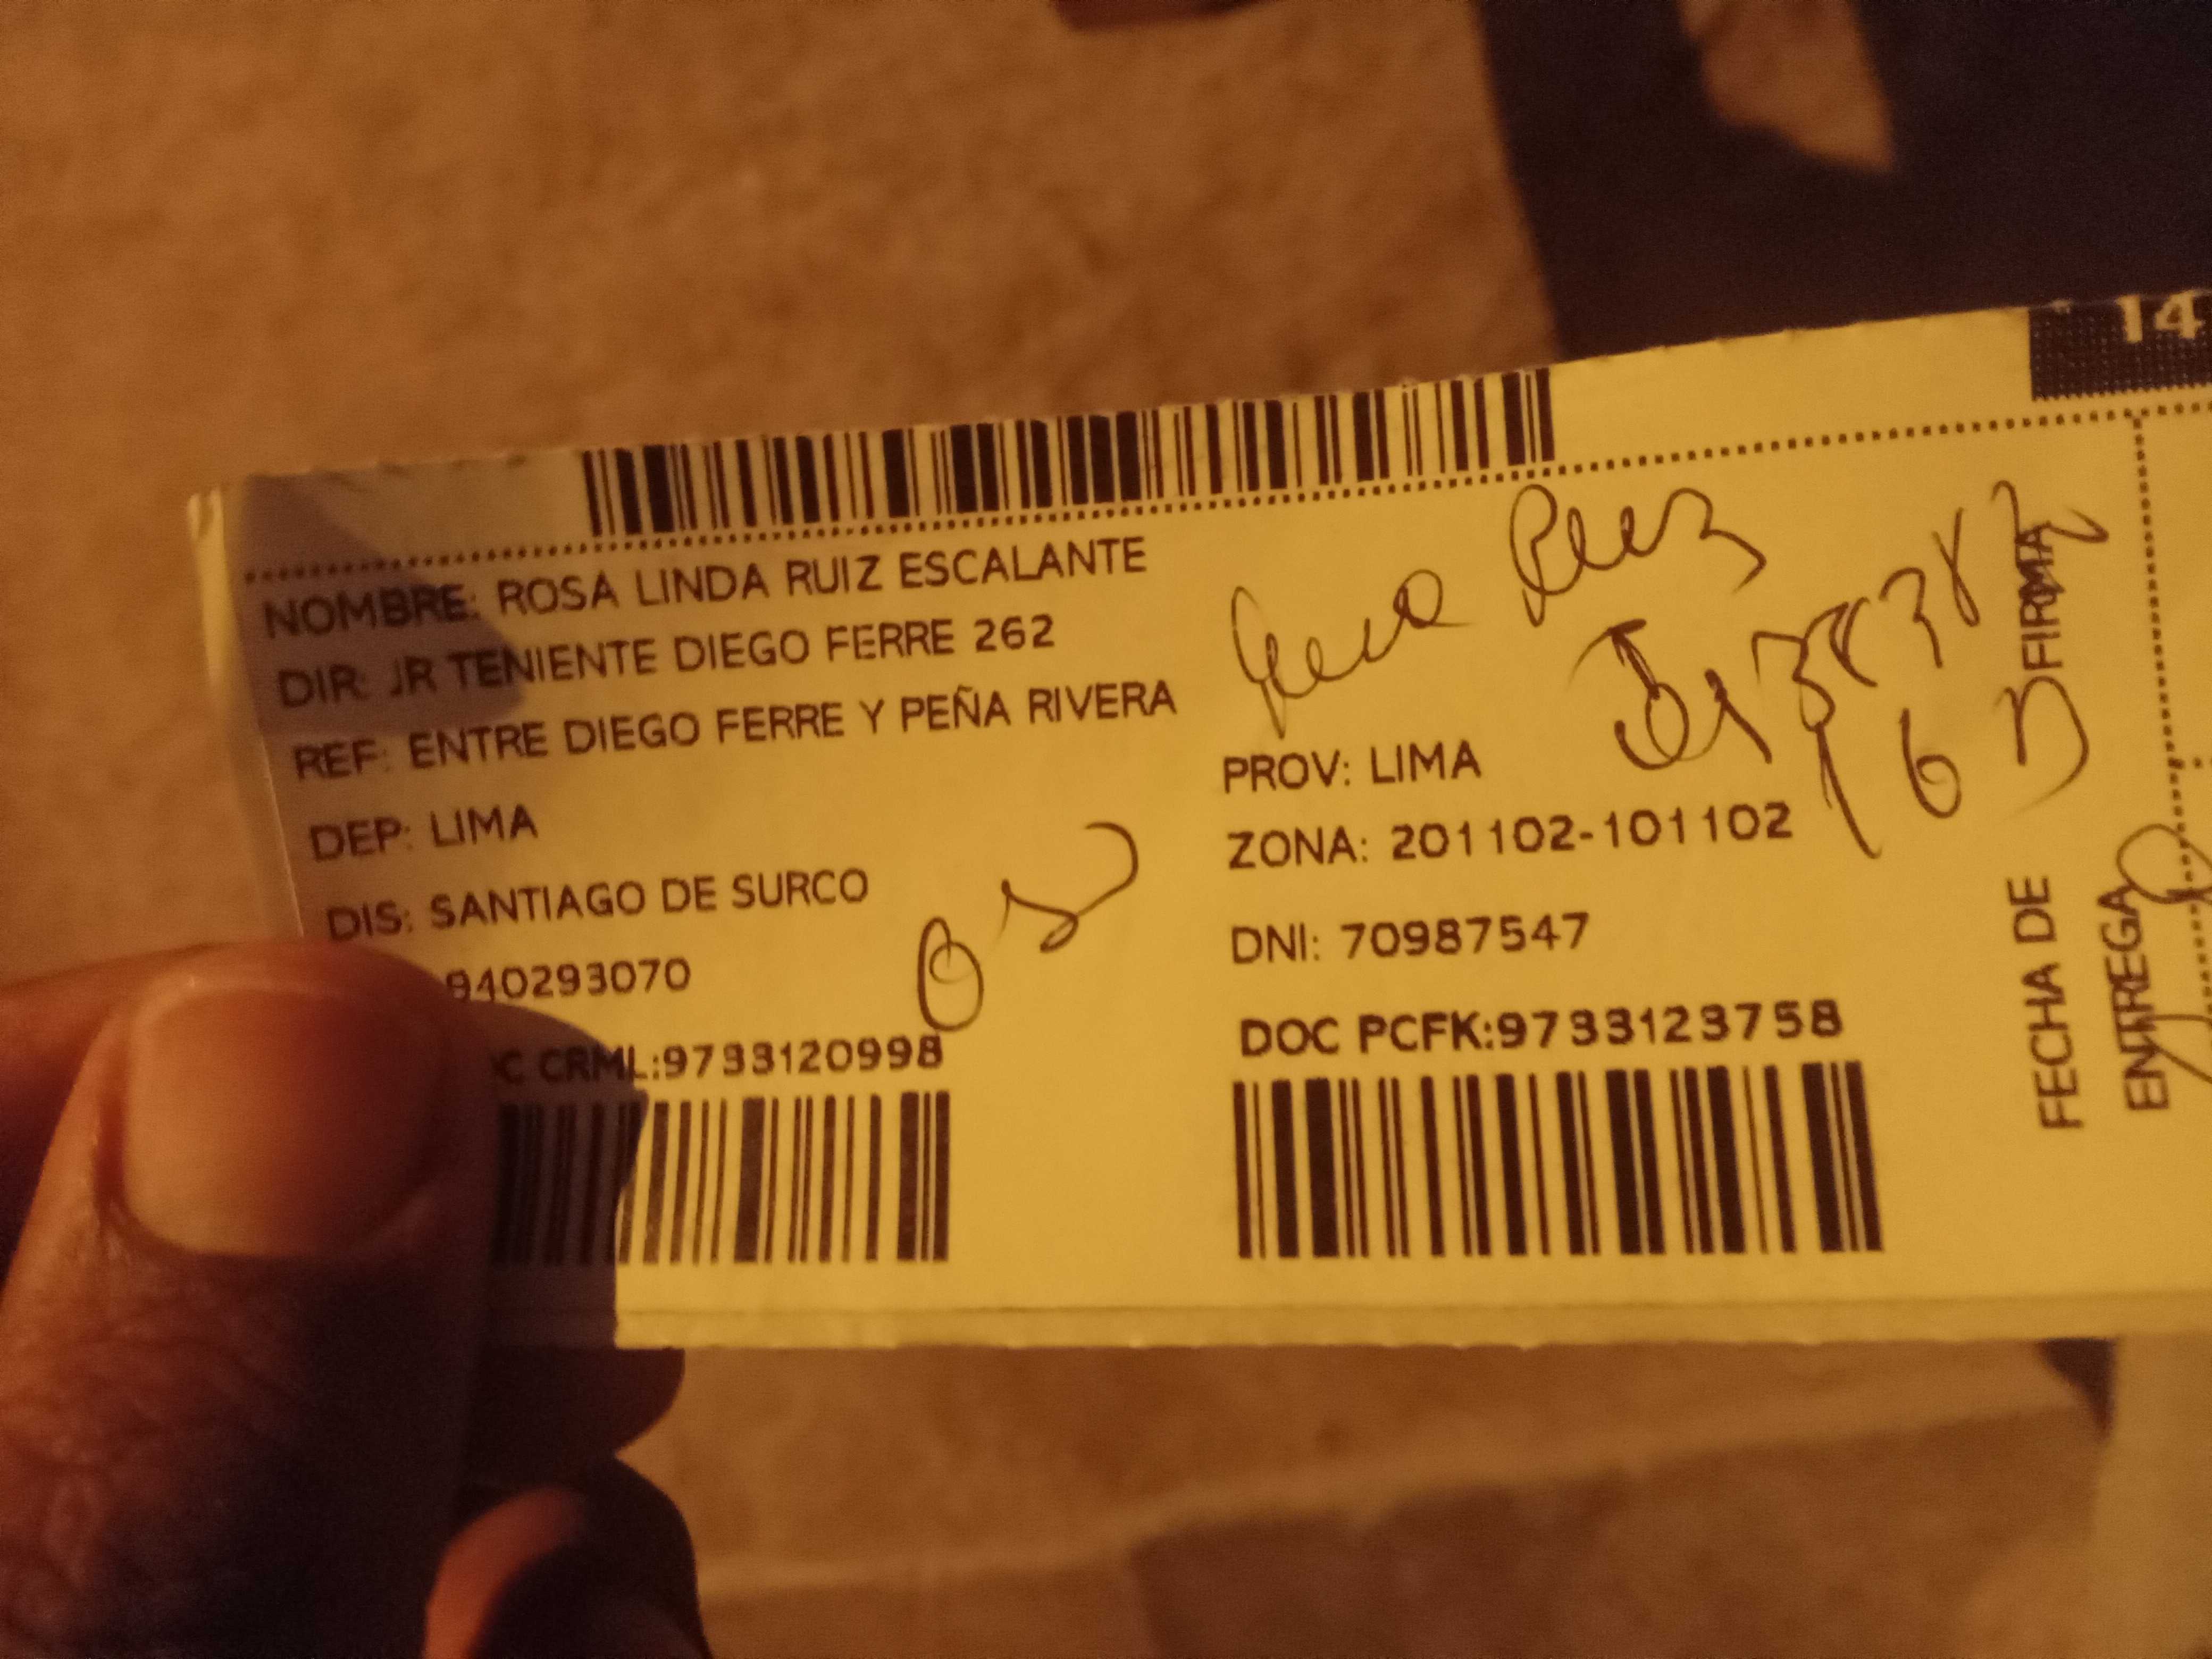 14
NOMBRE: ROSA LINDA RUIZ ESCALANTE
DIR: JR TENIENTE DIEGO FERRE 262
REF: ENTRE DIEGO FERRE Y PEÑA RIVERA
DEP: LIMA
PROV: LIMA
DIS: SANTIAGO DE SURCO
ZONA: 201102-101102
940293070
DNI: 70987547
C CRML:9733120998
DOC PCFK:9733123758
FIRMA
FECHA DE
ENTREGA